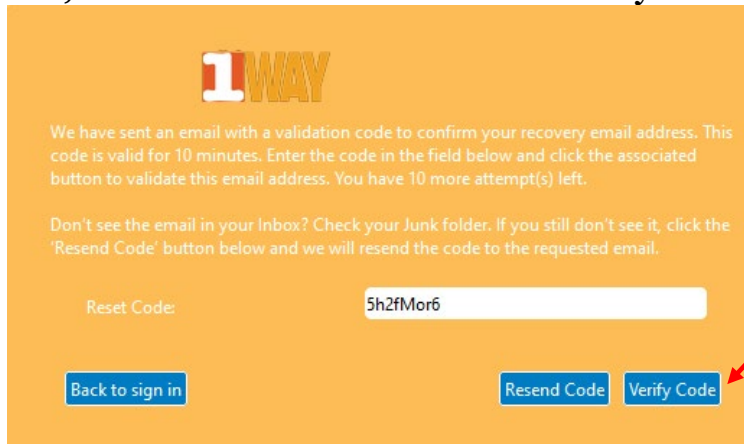 1WAY
We have sent an email with a validation code to confirm your recovery email address. This
code is valid for 10 minutes. Enter the code in the field below and click the associated
button to validate this email address. You have 10 more attempt(s) left.
Don't see the email in your Inbox? Check your Junk folder. If you still don't see it, click the
'Resend Code' button below and we will resend the code to the requested email.
Reset Code: 5h2fMor6
Back to sign in Resend Code Verify Code